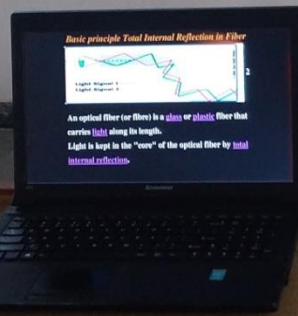 Basic principle Total Internal Reflection in Fiber
Light Signal 1
Light Signal 2
2
An optical fiber (or fibre) is a glass or plastic fiber that
carries light along its length.
Light is kept in the "core" of the optical fiber by total
internal reflection.
Lenovo